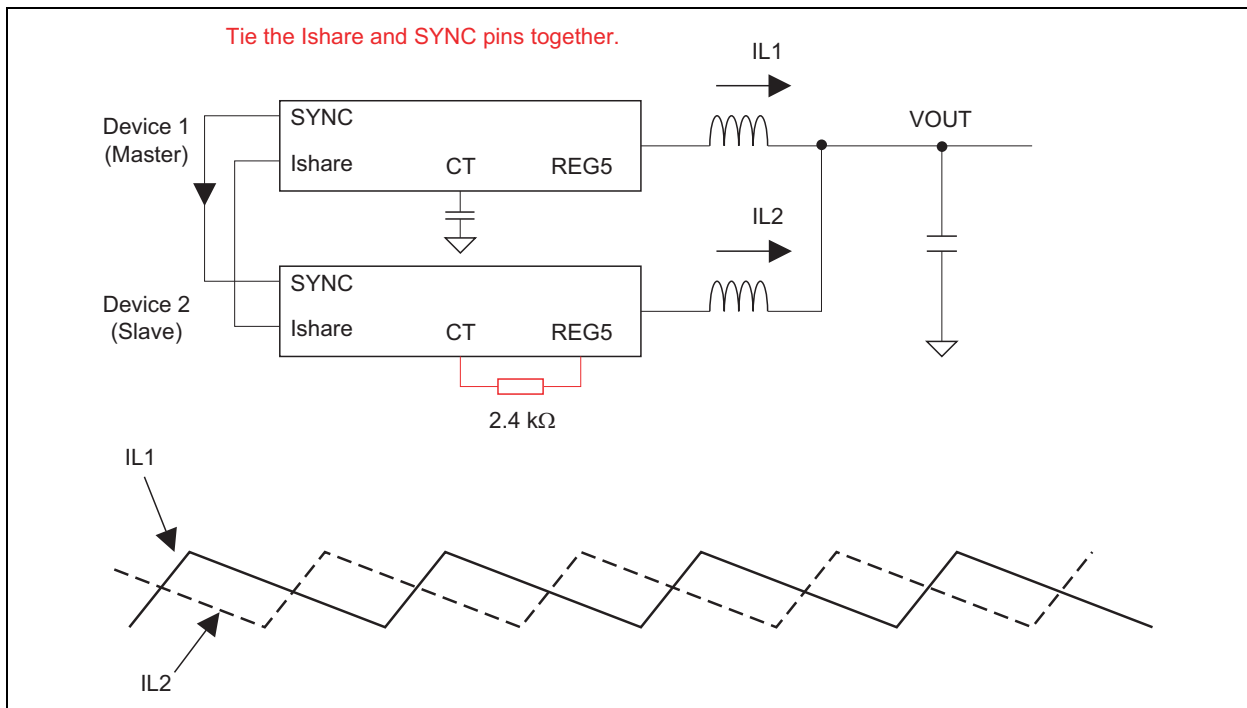 Tie the Ishare and SYNC pins together.
IL1
Device 1
(Master)
SYNC
Ishare
CT
REG5
VOUT
IL2
Device 2
(Slave)
SYNC
Ishare
CT
REG5
2.4 kΩ
IL1
IL2